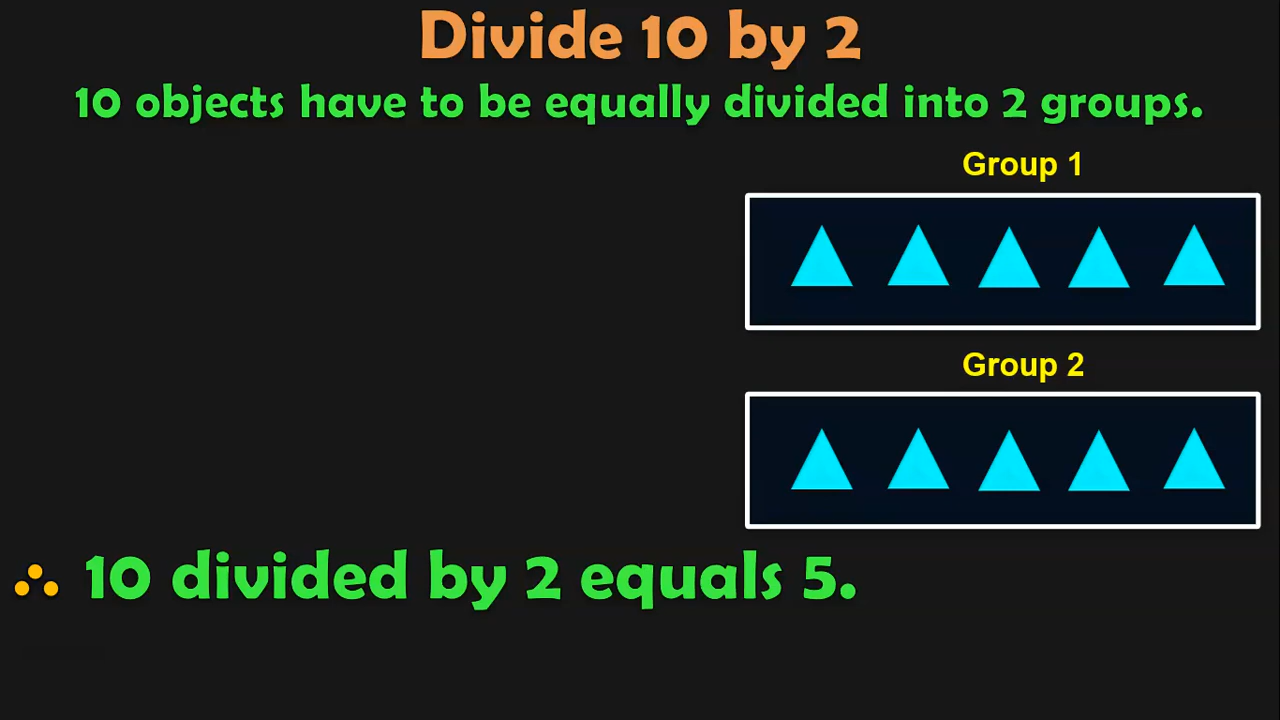 Divide 10 by 2
10 objects have to be equally divided into 2 groups.
Group 1
Group 2
∴ 10 divided by 2 equals 5.